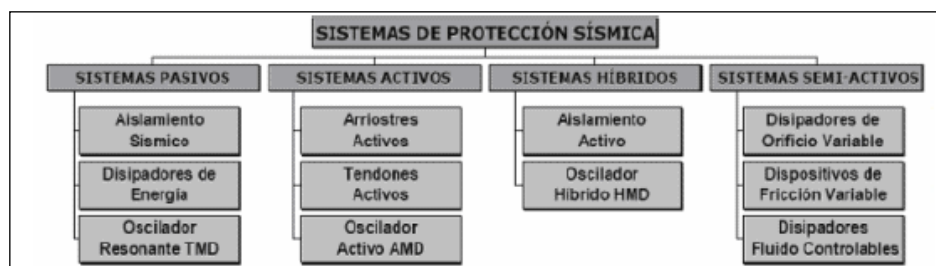 SISTEMAS DE PROTECCIÓN SÍSMICA
SISTEMAS PASIVOS
Aislamiento
Sísmico
Disipadores de
Energía
Oscilador
Resonante TMD
SISTEMAS ACTIVOS
Arriostres
Activos
Tendones
Activos
Oscilador
Activo AMD
SISTEMAS HÍBRIDOS
Aislamiento
Activo
Oscilador
Híbrido HMD
SISTEMAS SEMI-ACTIVOS
Disipadores de
Orificio Variable
Dispositivos de
Fricción Variable
Disipadores
Fluido Controlables